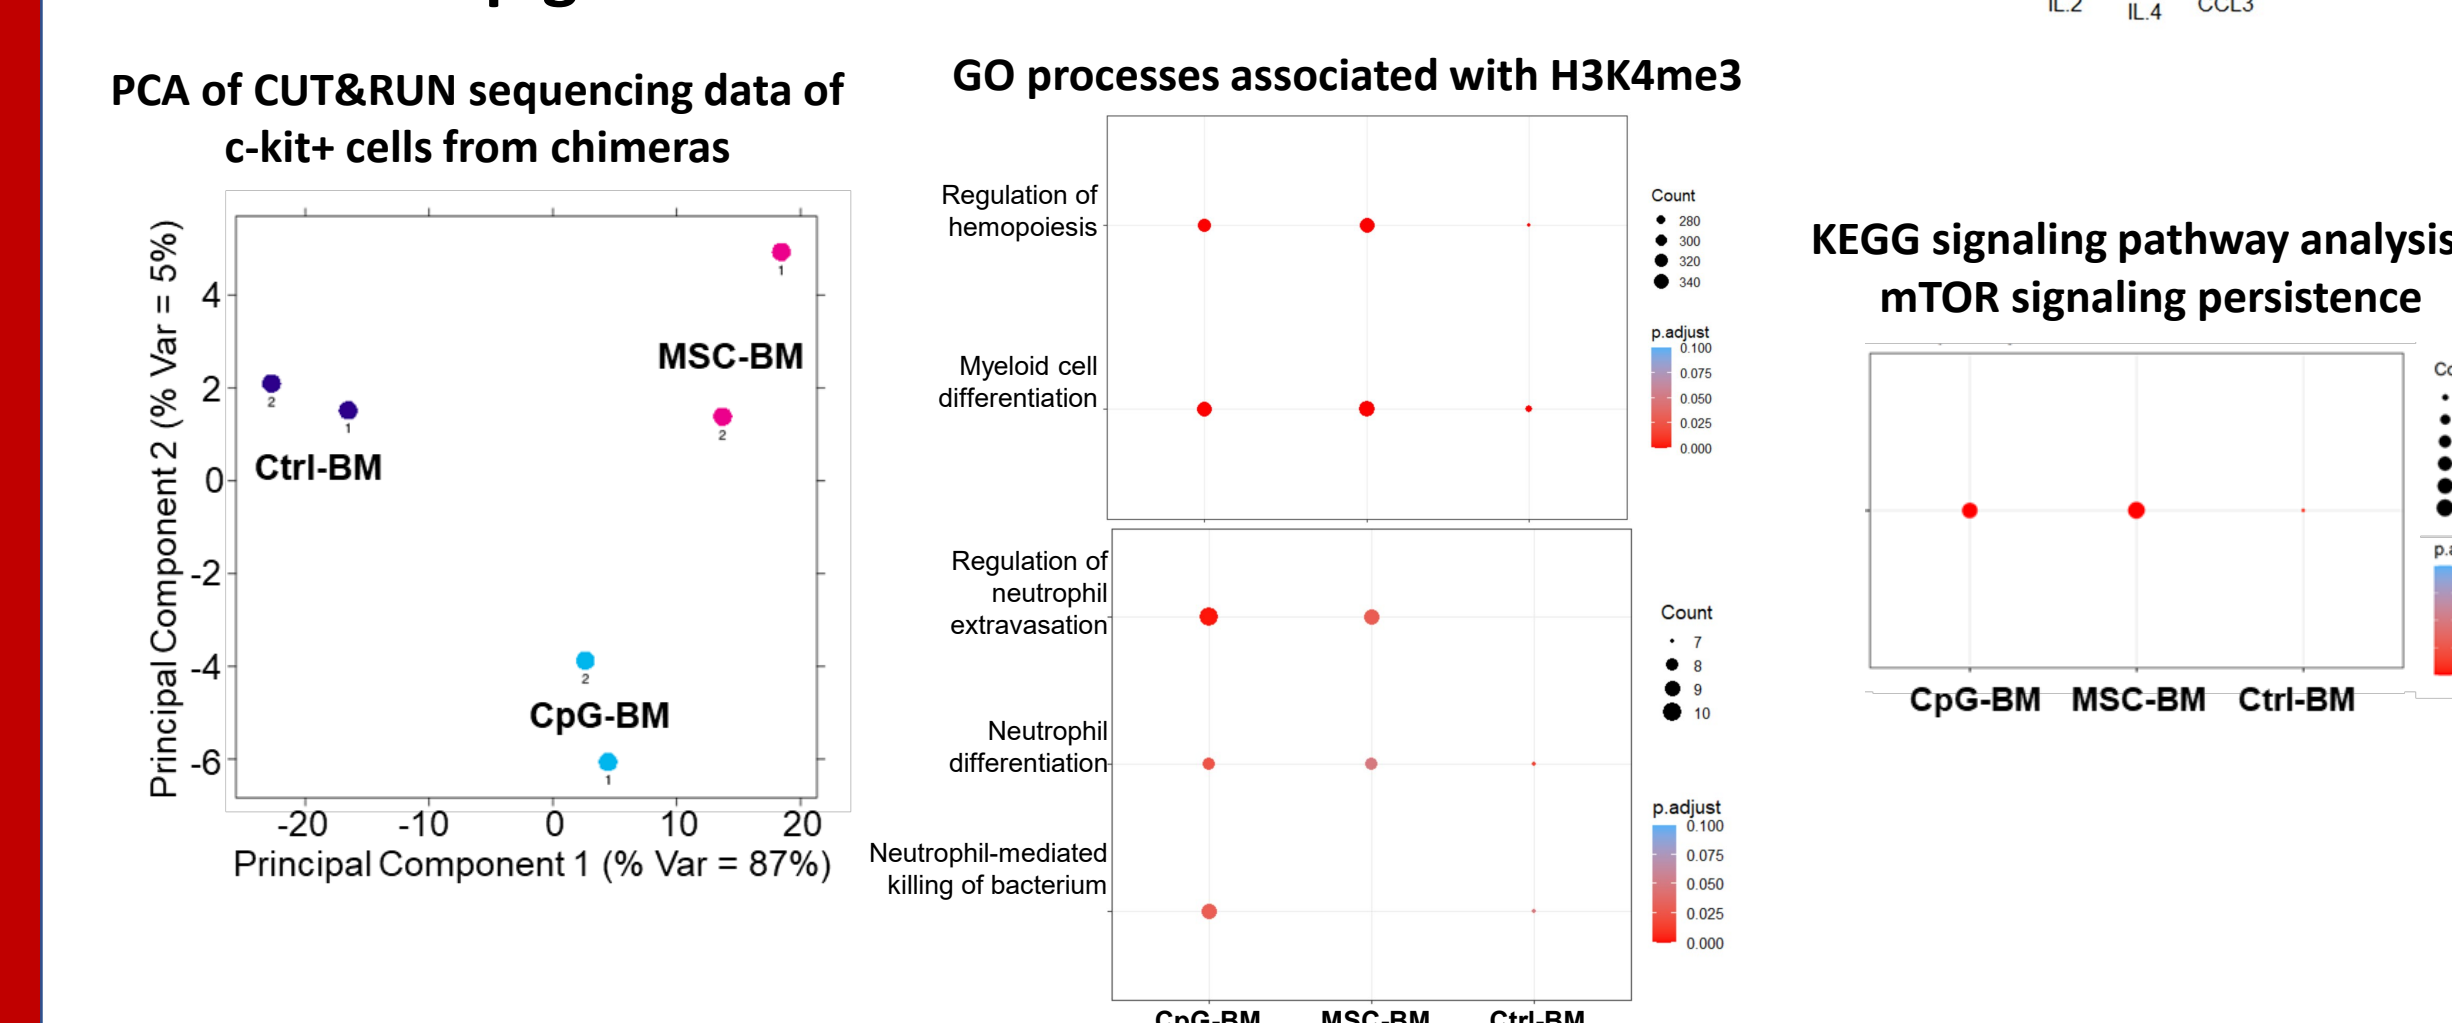 IL.2
IL.4
CCL3
PCA of CUT&RUN sequencing data of
c-kit+ cells from chimeras
Principal Component 2 (% Var = 5%)
4
2
0
-2
-4
-6
1
MSC-BM
2
2
1
Ctrl-BM
2
CpG-BM
1
-20
-10
0
10
20
Principal Component 1 (% Var = 87%)
GO processes associated with H3K4me3
Regulation of
hemopoiesis
Myeloid cell
differentiation
Count
280
300
320
340
p.adjust
0.100
0.075
0.050
0.025
0.000
Regulation of
neutrophil
extravasation
Neutrophil
differentiation
Neutrophil-mediated
killing of bacterium
Count
7
8
9
10
p.adjust
0.100
0.075
0.050
0.025
0.000
CpG-BM
MSC-BM
Ctrl-BM
KEGG signaling pathway analysis
mTOR signaling persistence
CpG-BM
MSC-BM
Ctrl-BM